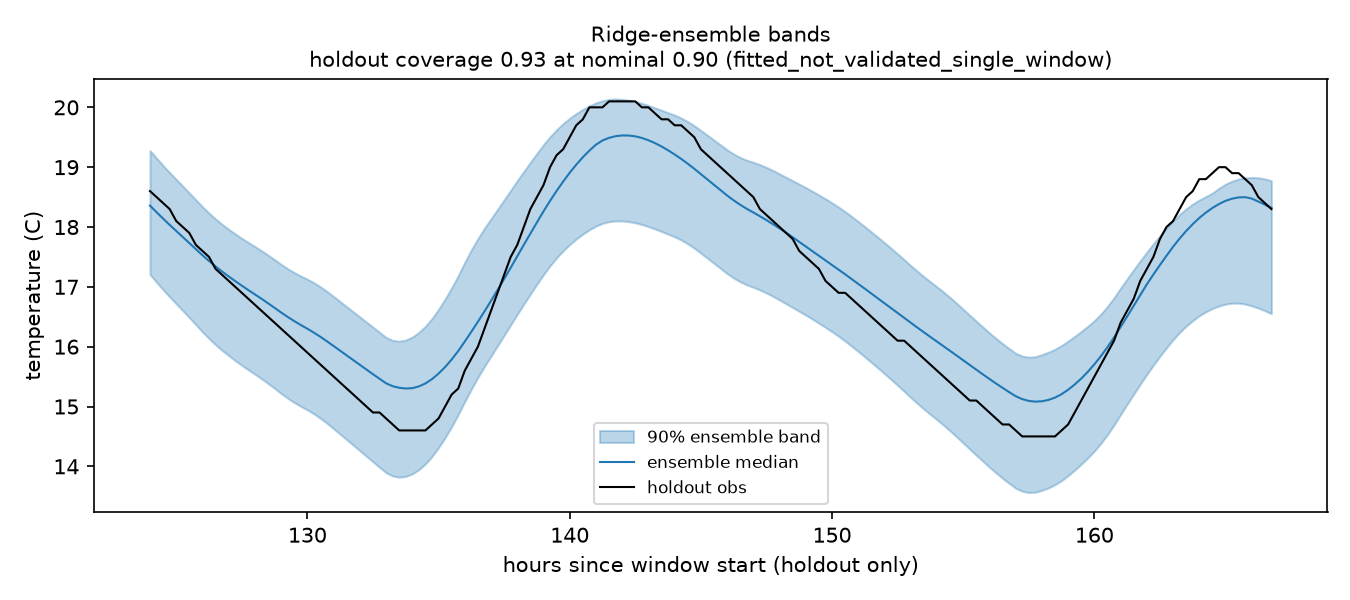 Ridge-ensemble bands
holdout coverage 0.93 at nominal 0.90 (fitted_not_validated_single_window)
20
19
18
17
16
15
14
temperature (C)
90% ensemble band
ensemble median
holdout obs
130
140
150
160
hours since window start (holdout only)